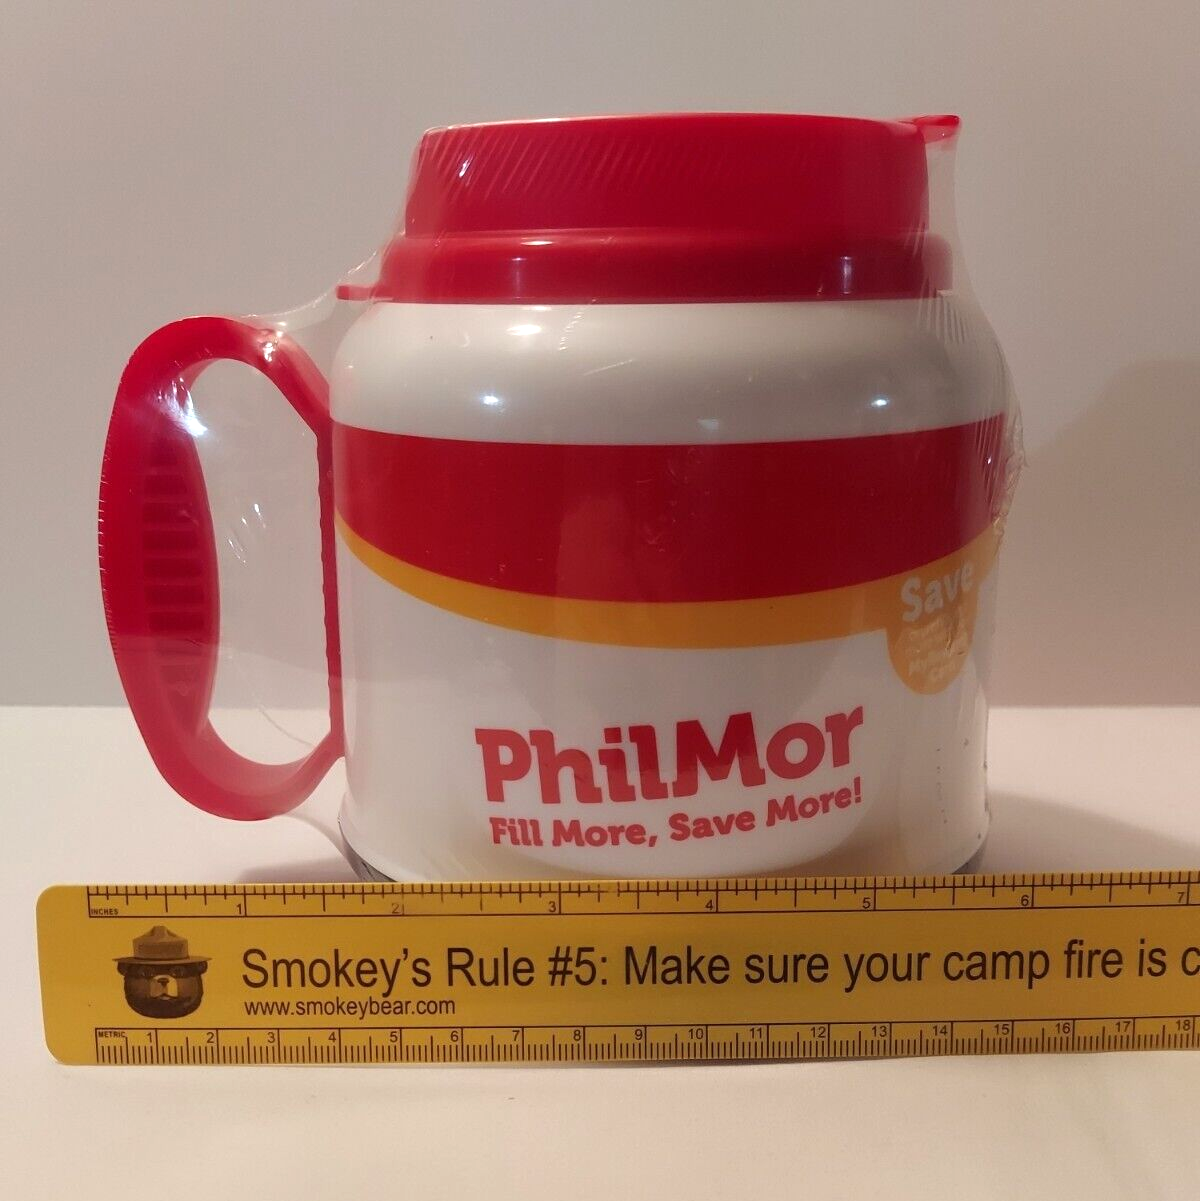 Save
PhilMor
Fill More, Save More!
INCHES 1 2 3 4 5 6 7
Smokey's Rule #5: Make sure your camp fire is c
www.smokeybear.com
METRIC 1 2 3 4 5 6 7 8 9 10 11 12 13 14 15 16 17 18